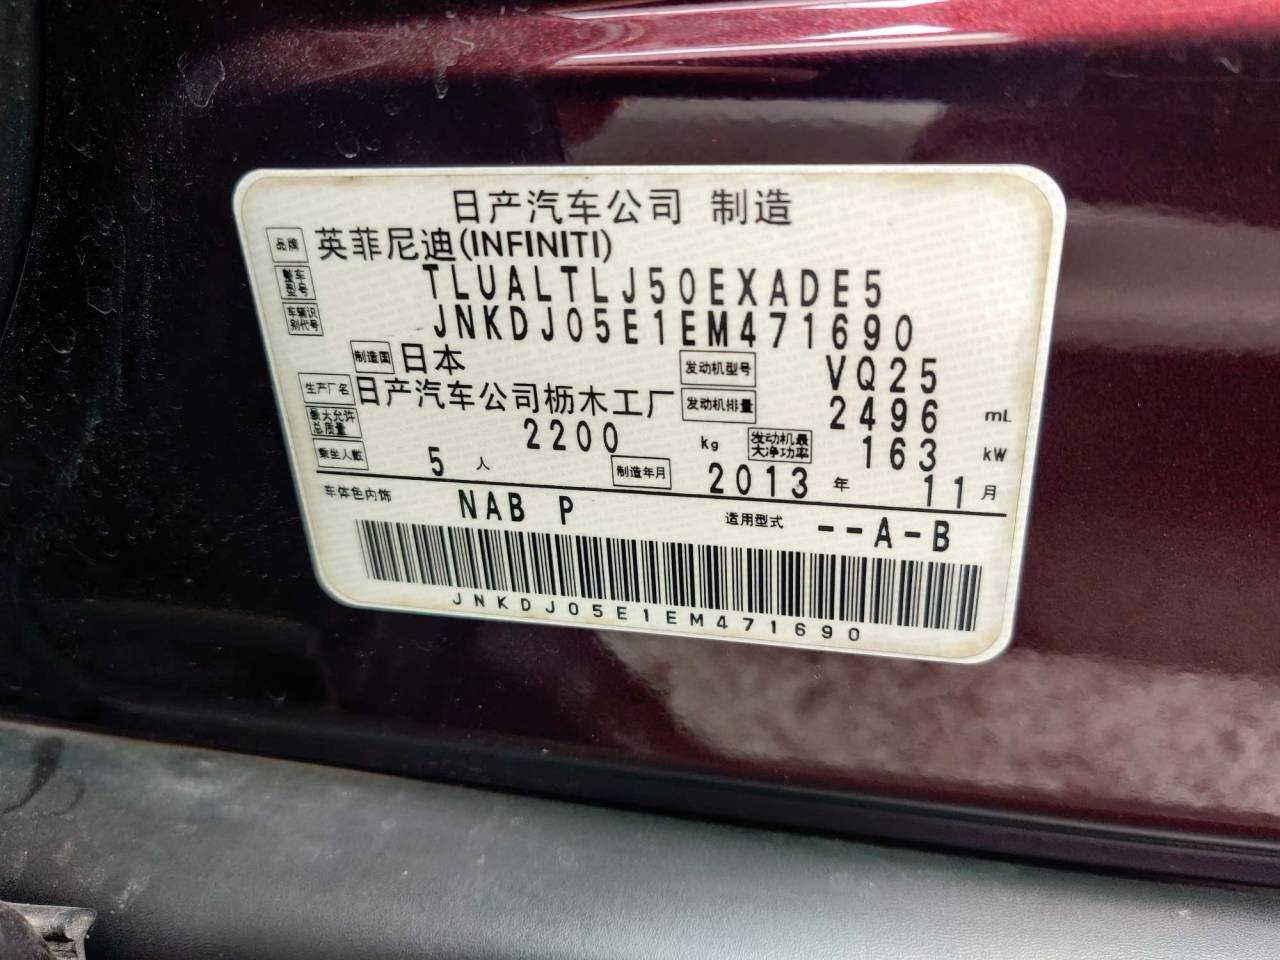 日产汽车公司 制造
品牌 英菲尼迪(INFINITI)
整车型号 TLUALTLJ50EXADE5
车辆识别代号 JNKDJ05E1EM471690
制造国 日本 发动机型号 VQ25
生产厂名 日产汽车公司枥木工厂 发动机排量 2496 mL
最大允许总质量 2200 kg 发动机最大净功率 163 kW
乘坐人数 5 人 制造年月 2013 年 11 月
车体色内饰 NAB P 适用型式 --A-B
JNKDJ05E1EM471690